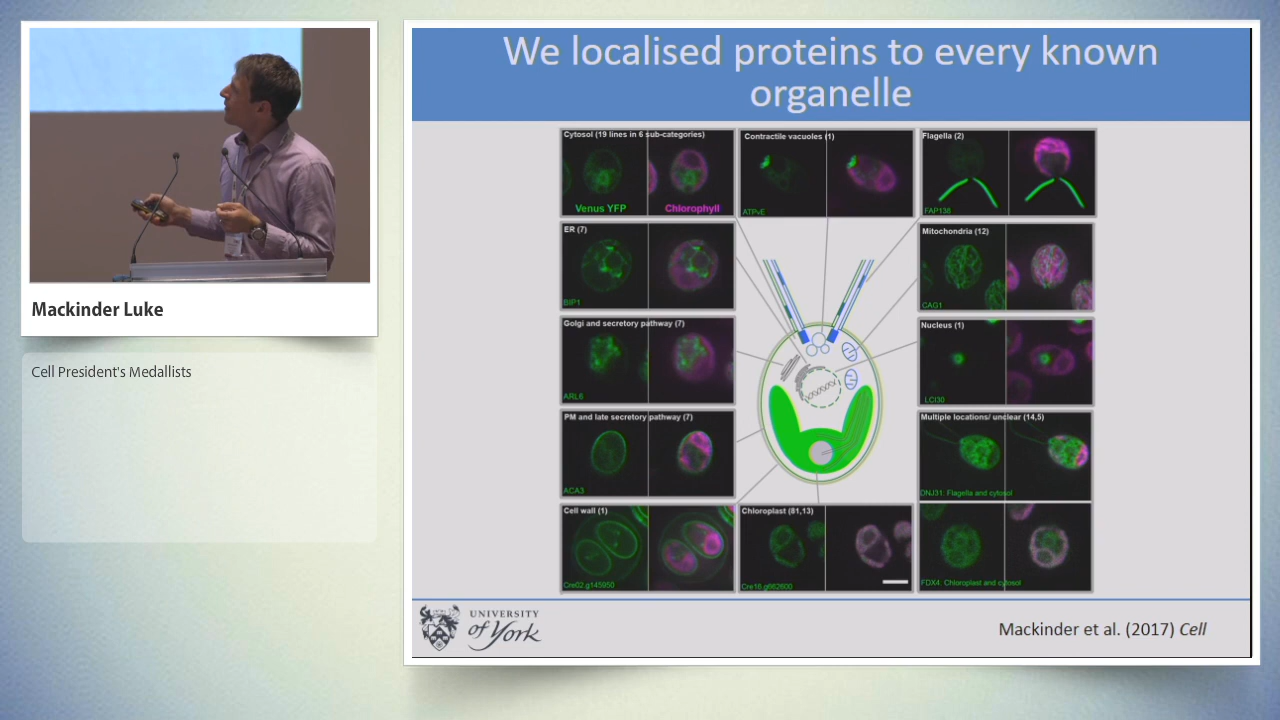 Mackinder Luke
Cell President's Medallists
We localised proteins to every known
organelle
Cytosol (19 lines in 6 sub-categories)
Venus YFP
Chlorophyll
Contractile vacuoles (1)
ATPvE
Flagella (2)
FAP138
ER (7)
BIP1
Mitochondria (12)
CAG1
Golgi and secretory pathway (7)
ARL6
Nucleus (1)
LCI30
PM and late secretory pathway (7)
ACA3
Multiple locations/ unclear (14,5)
DNJ31: Flagella and cytosol
Cell wall (1)
Cre02.g145950
Chloroplast (81,13)
FDX4: Chloroplast and cytosol
UNIVERSITY
of York
Mackinder et al. (2017) Cell